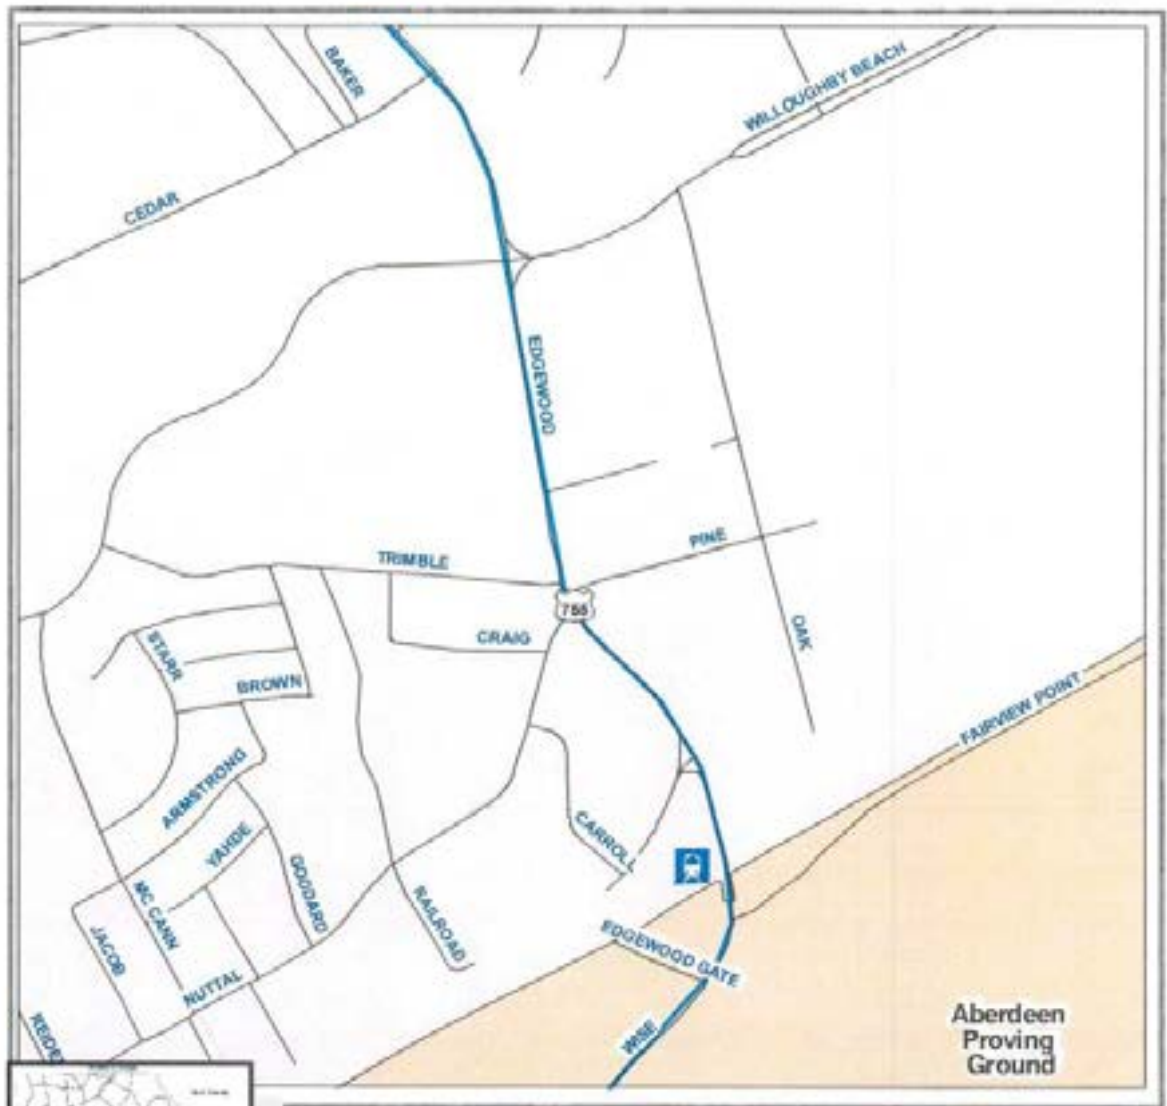 BAKER
WILLOUGHBY BEACH
CEDAR
EDGEWOOD
TRIMBLE
PINE
755
CRAIG
OAK
STARR
BROWN
FAIRVIEW POINT
ARMSTRONG
YAHDE
CARROLL
GODDARD
MC CANN
RAILROAD
JACOB
EDGEWOOD GATE
NUTTAL
WISE
Aberdeen
Proving
Ground